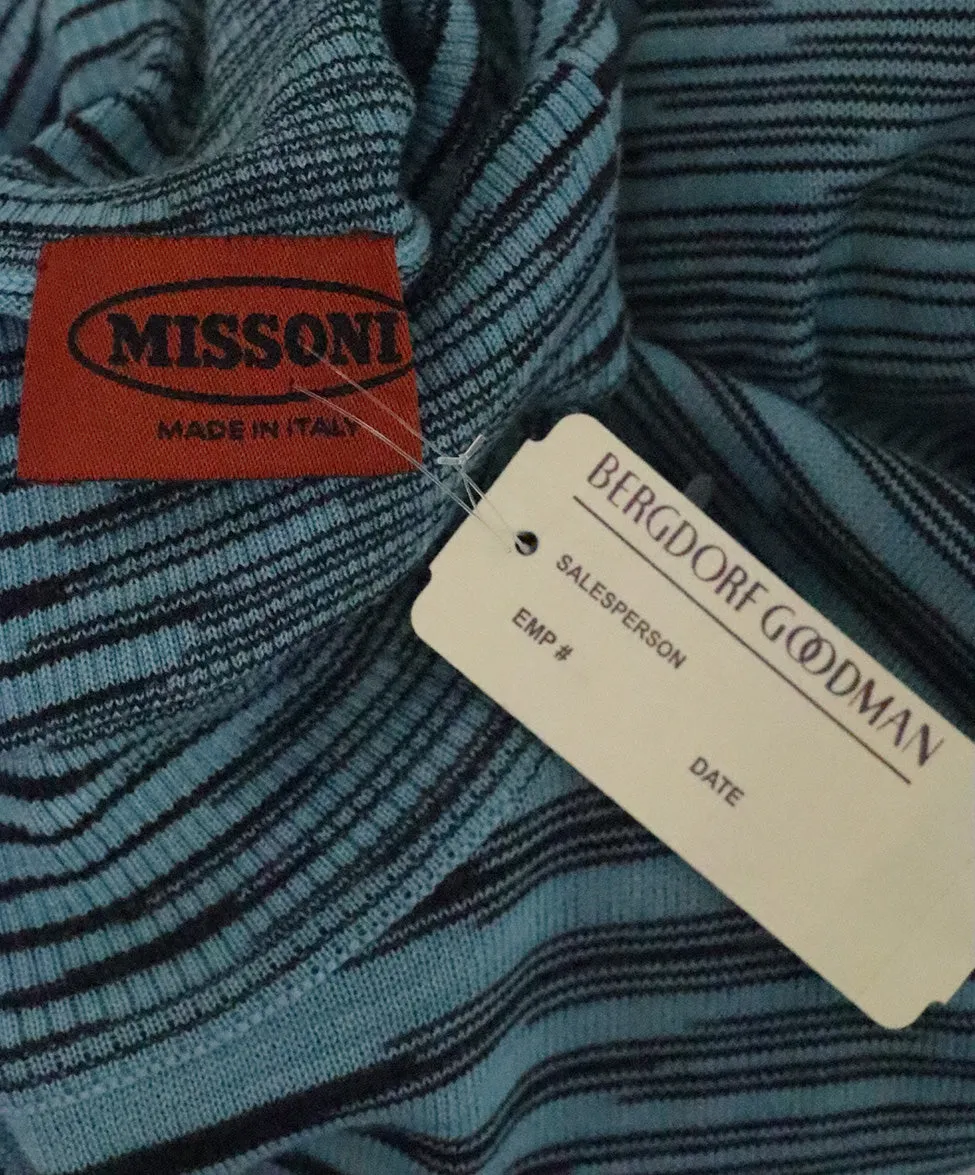 MISSONI
MADE IN ITALY
BERGDORF GOODMAN
SALESPERSON
EMP #
DATE